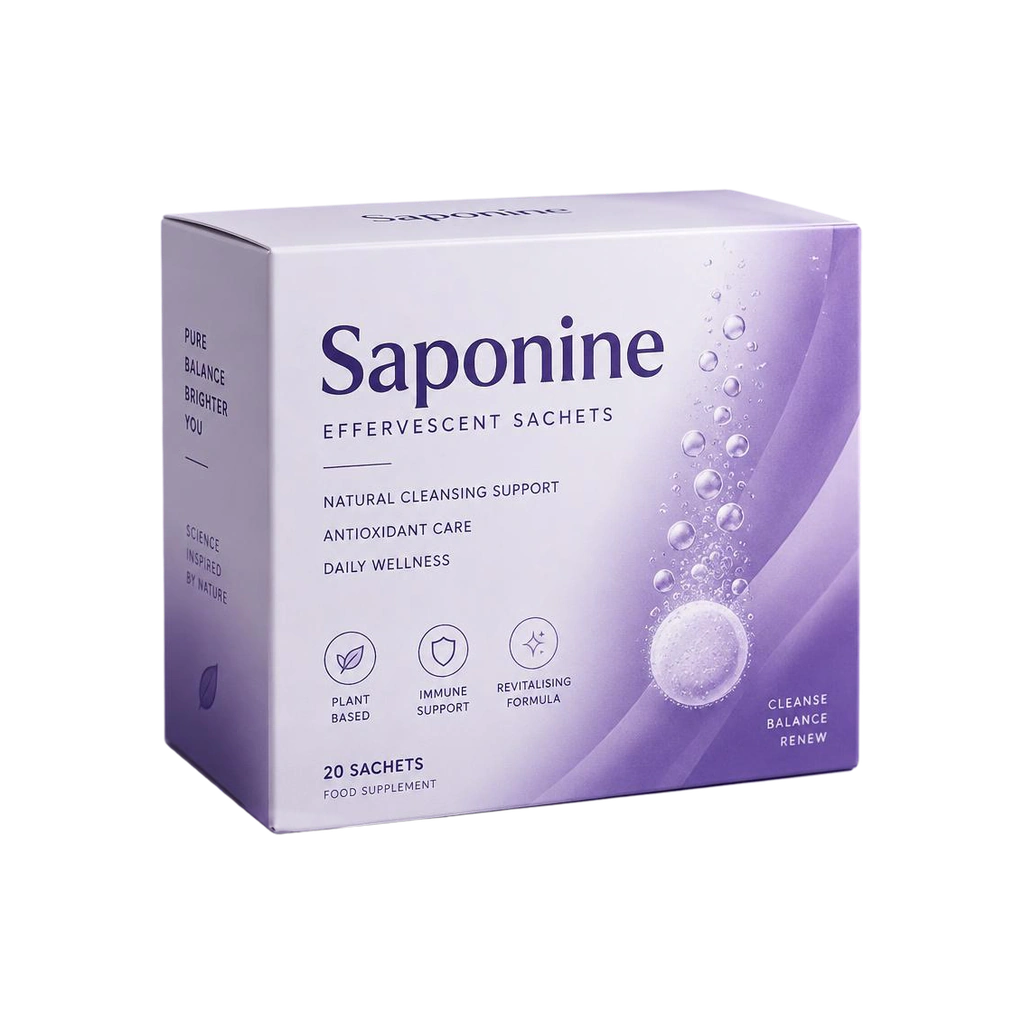 Saponine
Saponine
EFFERVESCENT SACHETS
NATURAL CLEANSING SUPPORT
ANTIOXIDANT CARE
DAILY WELLNESS
PLANT
BASED
IMMUNE
SUPPORT
REVITALISING
FORMULA
20 SACHETS
FOOD SUPPLEMENT
CLEANSE
BALANCE
RENEW
PURE
BALANCE
BRIGHTER
YOU
SCIENCE
INSPIRED
BY NATURE